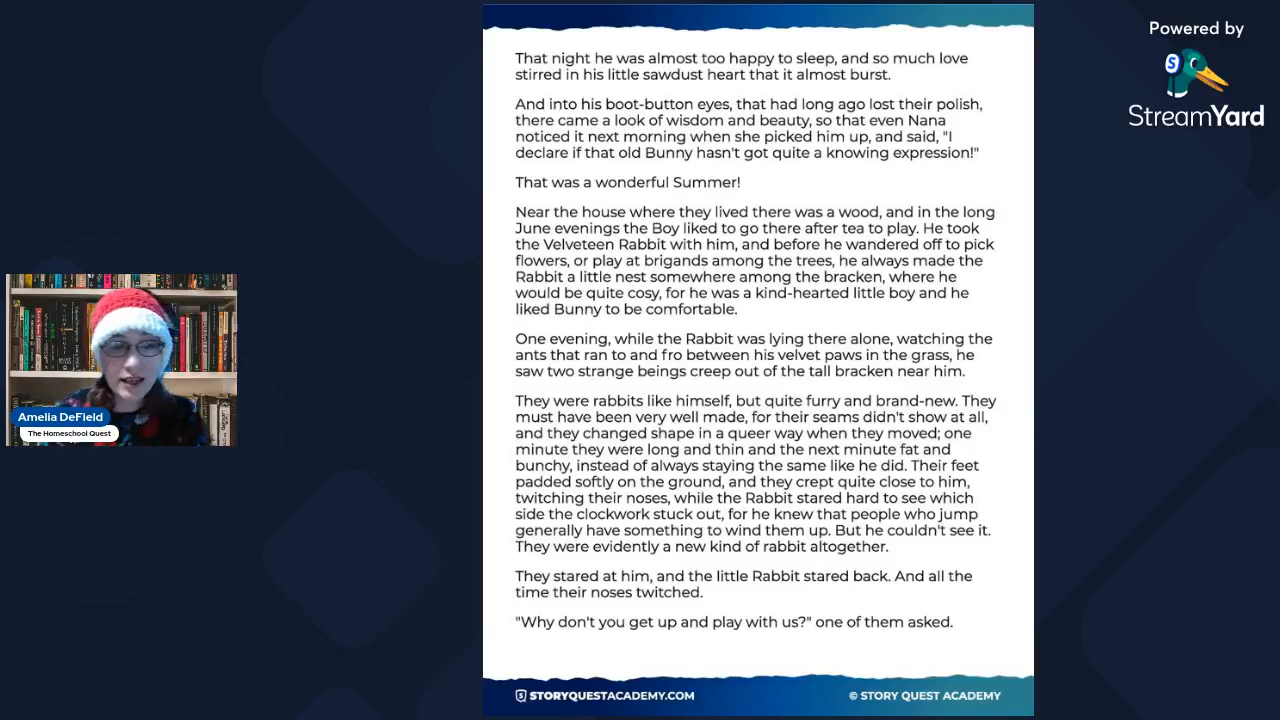 Powered by
StreamYard
That night he was almost too happy to sleep, and so much love
stirred in his little sawdust heart that it almost burst.
And into his boot-button eyes, that had long ago lost their polish,
there came a look of wisdom and beauty, so that even Nana
noticed it next morning when she picked him up, and said, "I
declare if that old Bunny hasn't got quite a knowing expression!"
That was a wonderful Summer!
Near the house where they lived there was a wood, and in the long
June evenings the Boy liked to go there after tea to play. He took
the Velveteen Rabbit with him, and before he wandered off to pick
flowers, or play at brigands among the trees, he always made the
Rabbit a little nest somewhere among the bracken, where he
would be quite cosy, for he was a kind-hearted little boy and he
liked Bunny to be comfortable.
One evening, while the Rabbit was lying there alone, watching the
ants that ran to and fro between his velvet paws in the grass, he
saw two strange beings creep out of the tall bracken near him.
They were rabbits like himself, but quite furry and brand-new. They
must have been very well made, for their seams didn't show at all,
and they changed shape in a queer way when they moved; one
minute they were long and thin and the next minute fat and
bunchy, instead of always staying the same like he did. Their feet
padded softly on the ground, and they crept quite close to him,
twitching their noses, while the Rabbit stared hard to see which
side the clockwork stuck out, for he knew that people who jump
generally have something to wind them up. But he couldn't see it.
They were evidently a new kind of rabbit altogether.
They stared at him, and the little Rabbit stared back. And all the
time their noses twitched.
"Why don't you get up and play with us?" one of them asked.
Amelia DeField
The Homeschool Quest
STORYQUESTACADEMY.COM
© STORY QUEST ACADEMY